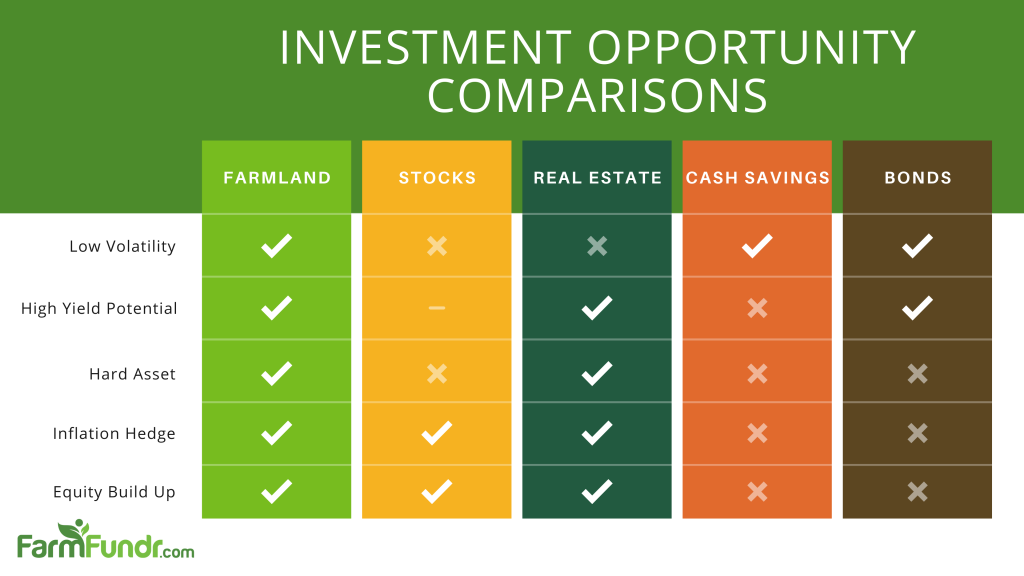 INVESTMENT OPPORTUNITY
COMPARISONS
FARMLAND STOCKS REAL ESTATE CASH SAVINGS BONDS
Low Volatility
High Yield Potential
Hard Asset
Inflation Hedge
Equity Build Up
FarmFundr.com